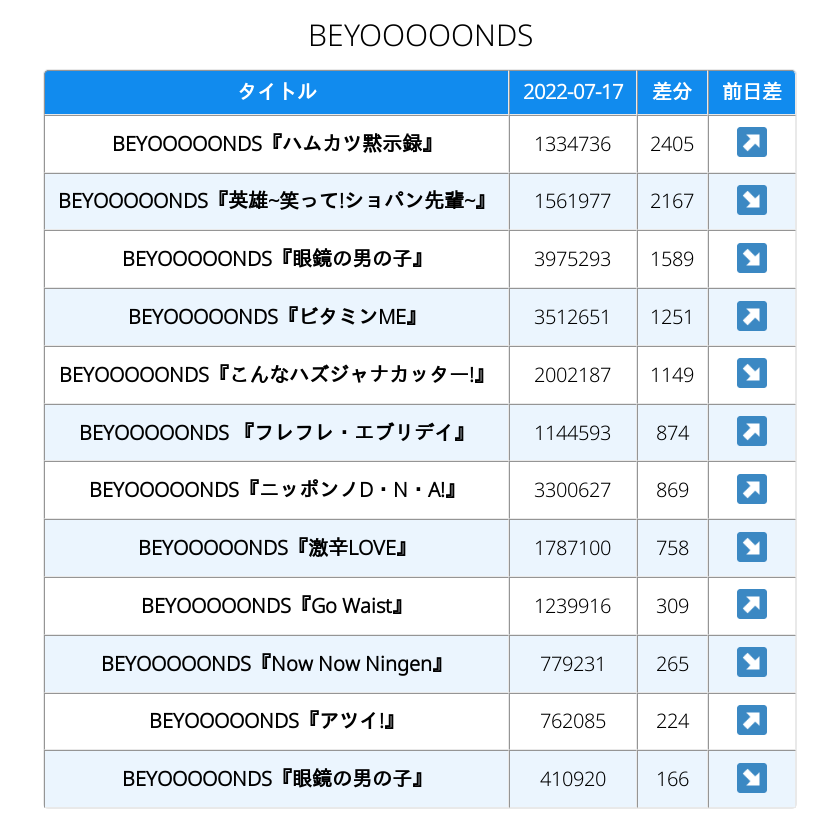 BEYOOOOONDS
タイトル 2022-07-17 差分 前日差
BEYOOOOONDS『ハムカツ黙示録』 1334736 2405 ↗
BEYOOOOONDS『英雄~笑って!ショパン先輩~』 1561977 2167 ↘
BEYOOOOONDS『眼鏡の男の子』 3975293 1589 ↘
BEYOOOOONDS『ビタミンME』 3512651 1251 ↗
BEYOOOOONDS『こんなハズジャナカッター!』 2002187 1149 ↘
BEYOOOOONDS 『フレフレ・エブリデイ』 1144593 874 ↗
BEYOOOOONDS『ニッポンノD・N・A!』 3300627 869 ↗
BEYOOOOONDS『激辛LOVE』 1787100 758 ↘
BEYOOOOONDS『Go Waist』 1239916 309 ↗
BEYOOOOONDS『Now Now Ningen』 779231 265 ↘
BEYOOOOONDS『アツイ!』 762085 224 ↗
BEYOOOOONDS『眼鏡の男の子』 410920 166 ↘